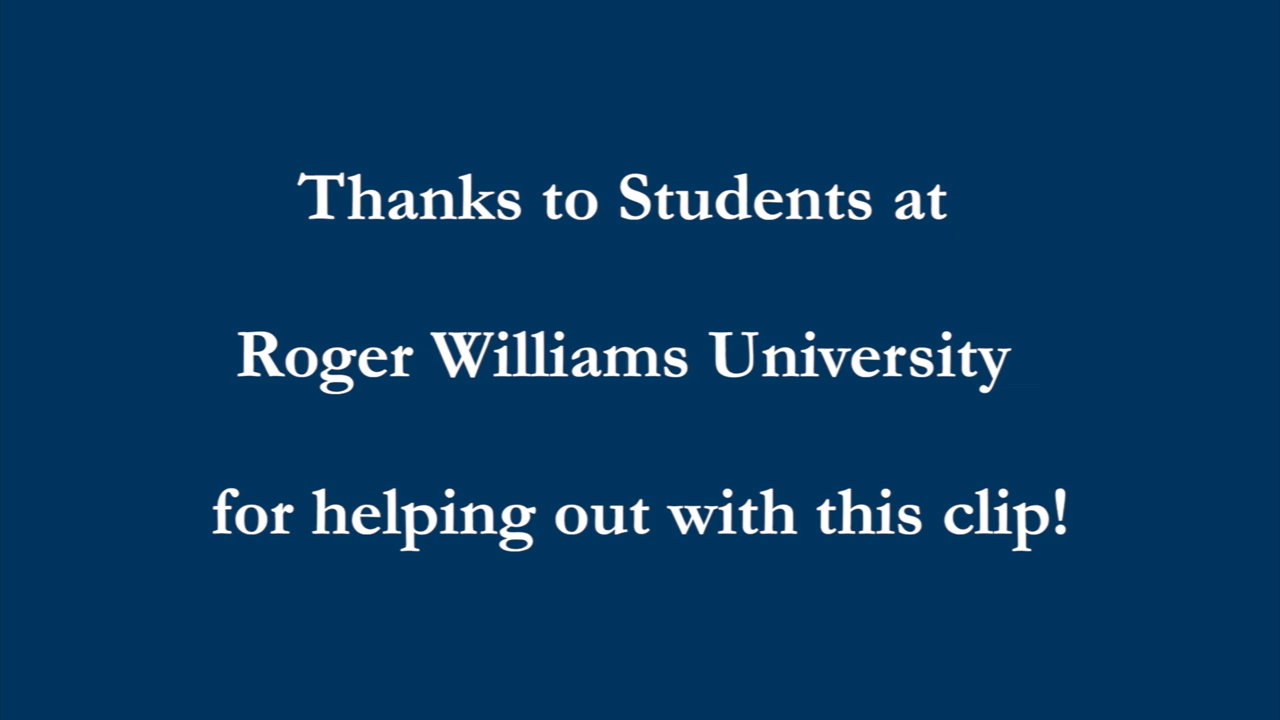 Thanks to Students at
Roger Williams University
for helping out with this clip!